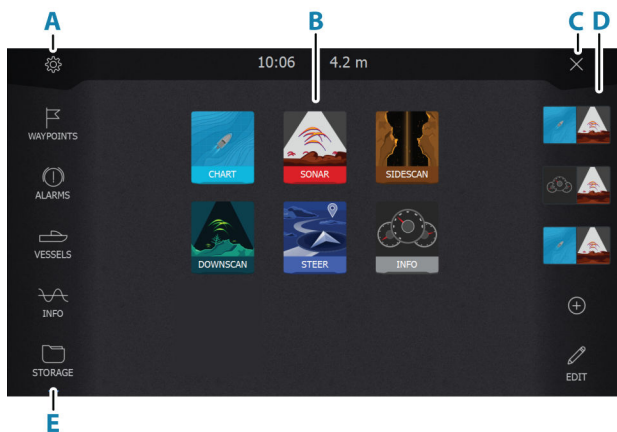 A
B
C D
10:06 4.2 m
WAYPOINTS
ALARMS
VESSELS
INFO
STORAGE
CHART SONAR SIDESCAN
DOWNSCAN STEER INFO
EDIT
E